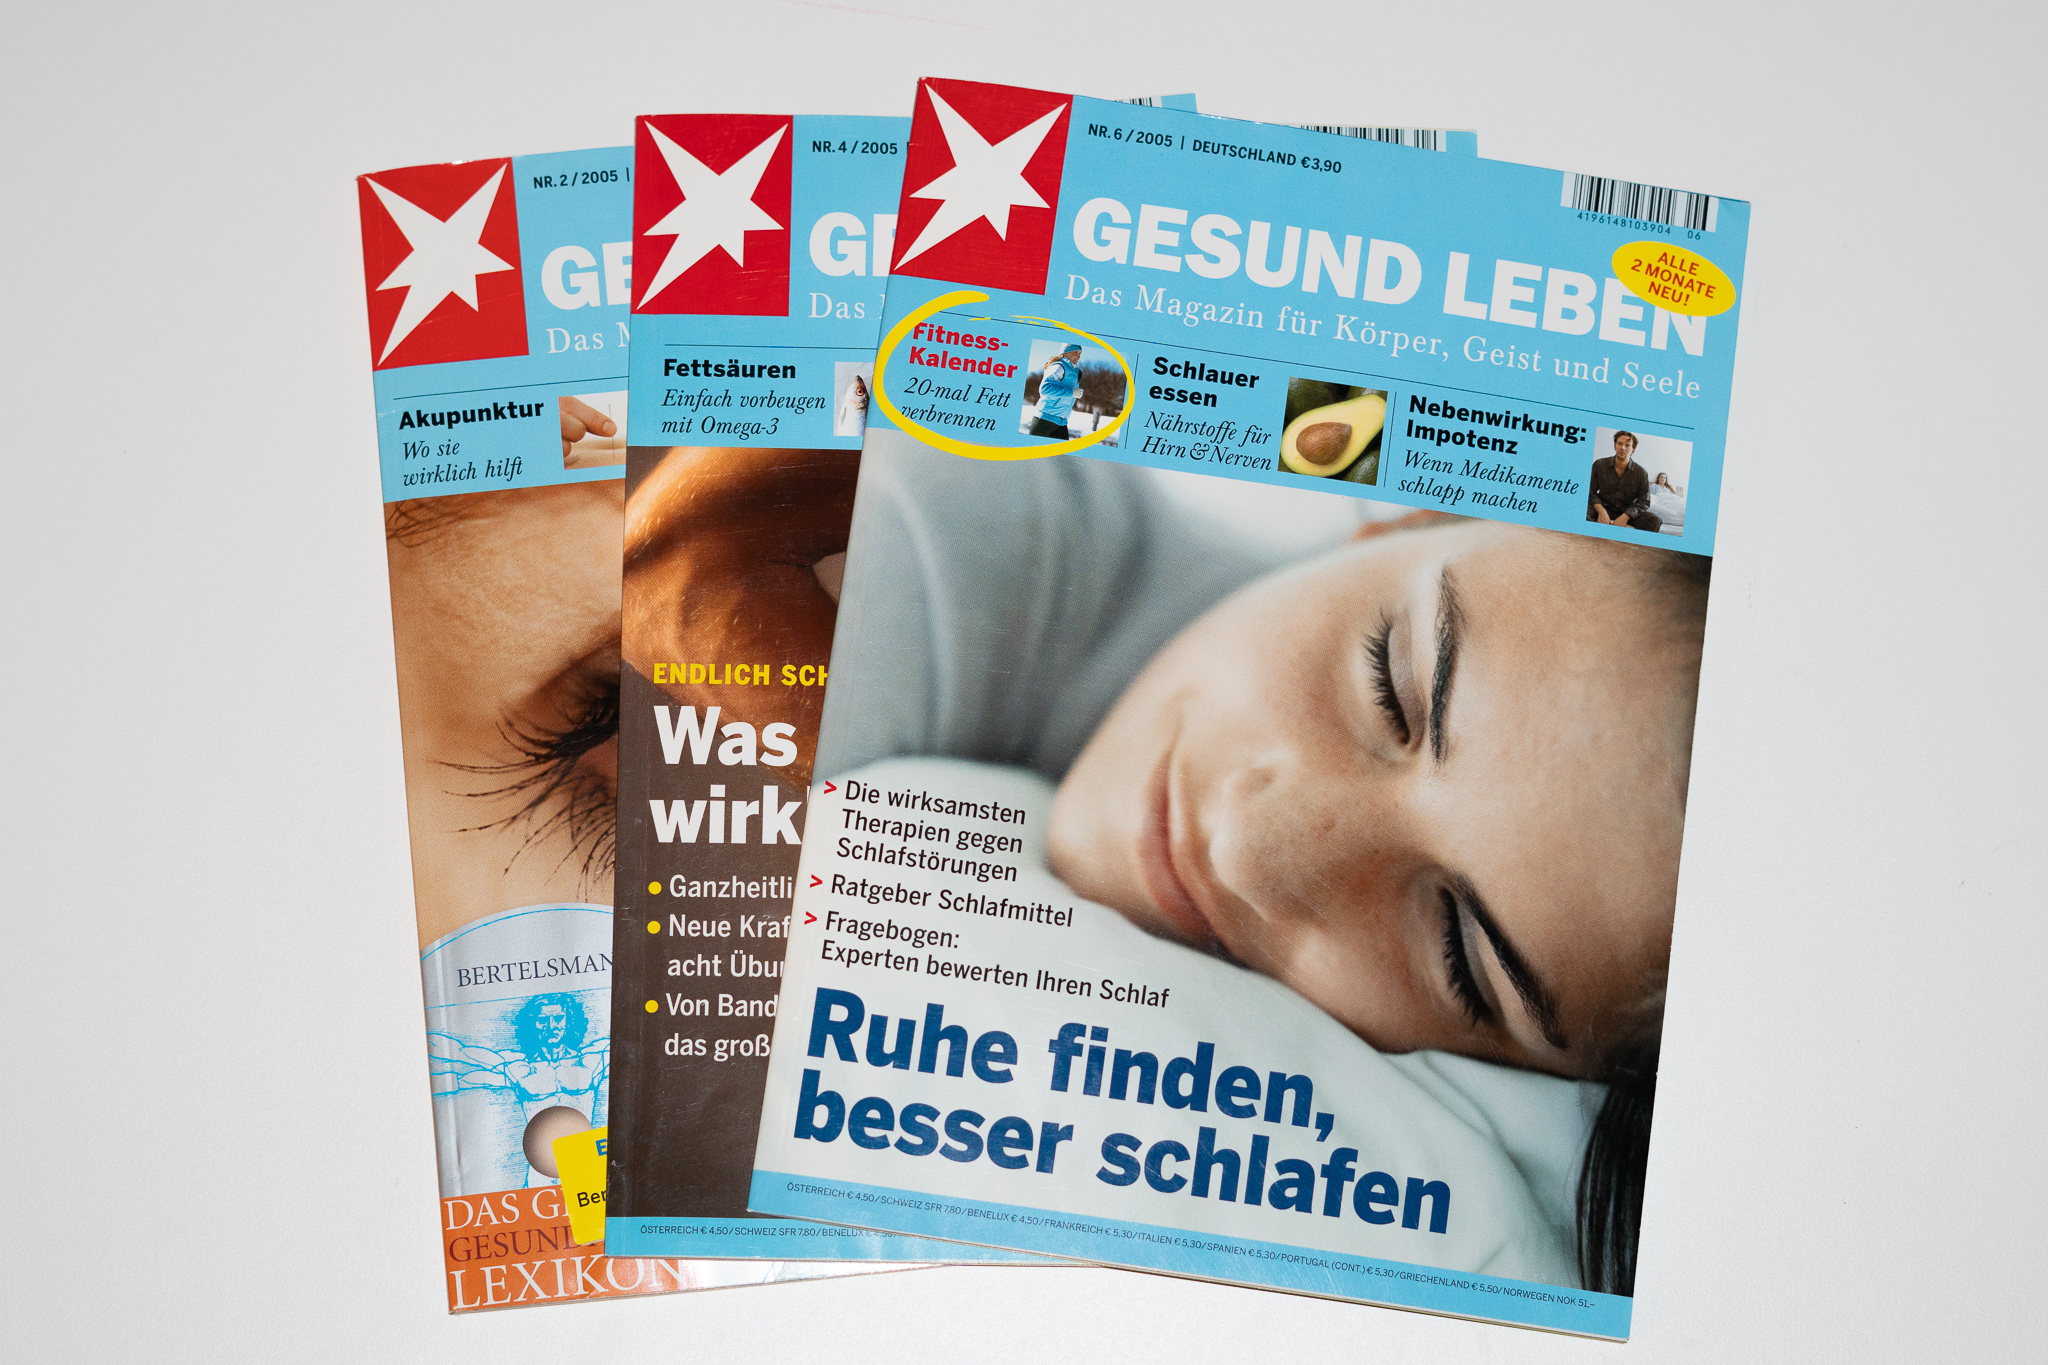 NR. 2 / 2005 |
GE
Das M
Akupunktur
Wo sie
wirklich hilft
BERTELSMAN
DAS GE
GESUND
LEXIKON
Ber
NR. 4 / 2005
GE
Das
Fettsäuren
Einfach vorbeugen
mit Omega-3
ENDLICH SCH
Was
wirk
Ganzheitli
Neue Kraf
acht Übu
Von Band
das groß
ÖSTERREICH € 4,50/SCHWEIZ SFR 7,80/BENELUX € 4,50/
NR. 6 / 2005 | DEUTSCHLAND € 3,90
4196148103904 06
GESUND LEBEN
ALLE
2 MONATE
NEU!
Das Magazin für Körper, Geist und Seele
Fitness-
Kalender
20-mal Fett
verbrennen
Schlauer
essen
Nährstoffe für
Hirn & Nerven
Nebenwirkung:
Impotenz
Wenn Medikamente
schlapp machen
> Die wirksamsten
Therapien gegen
Schlafstörungen
> Ratgeber Schlafmittel
> Fragebogen:
Experten bewerten Ihren Schlaf
Ruhe finden,
besser schlafen
ÖSTERREICH € 4,50/SCHWEIZ SFR 7,80/BENELUX € 4,50/FRANKREICH € 5,30/ITALIEN € 5,30/SPANIEN € 5,30/PORTUGAL (CONT.) € 5,30/GRIECHENLAND € 5,50/NORWEGEN NOK 51,–